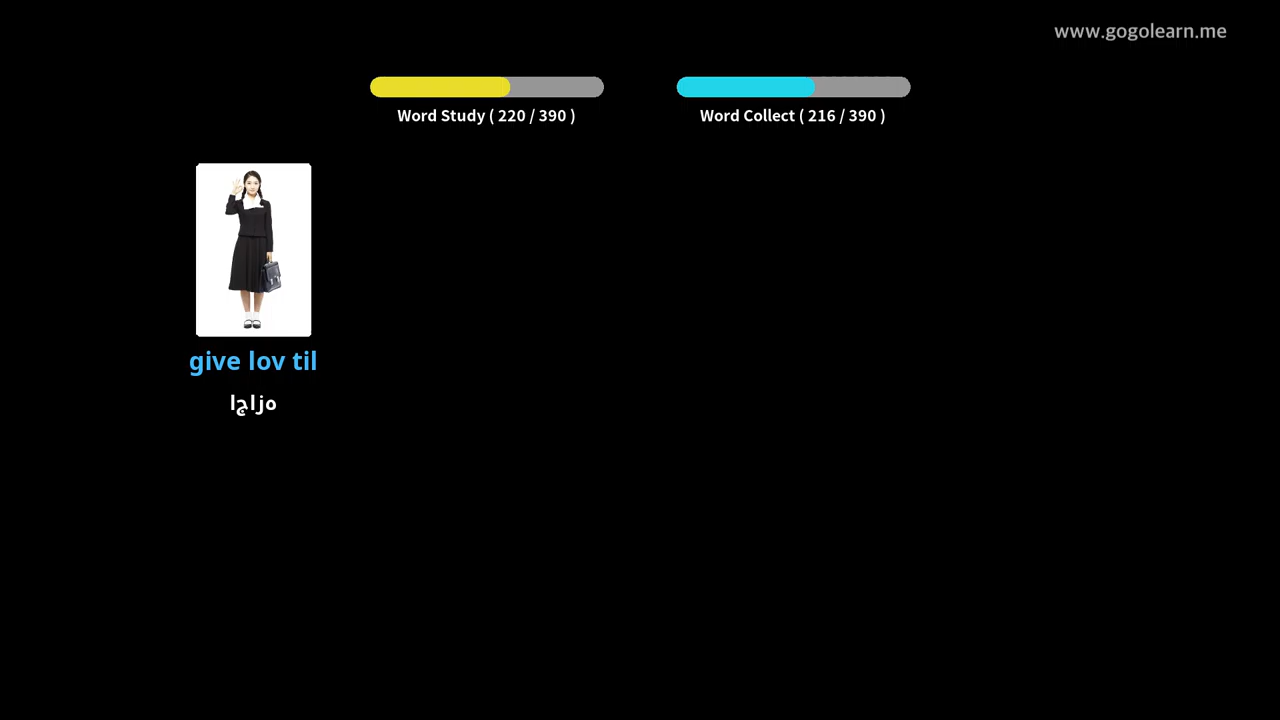 www.gogolearn.me
Word Study ( 220 / 390 )
Word Collect ( 216 / 390 )
give lov til
اجازه